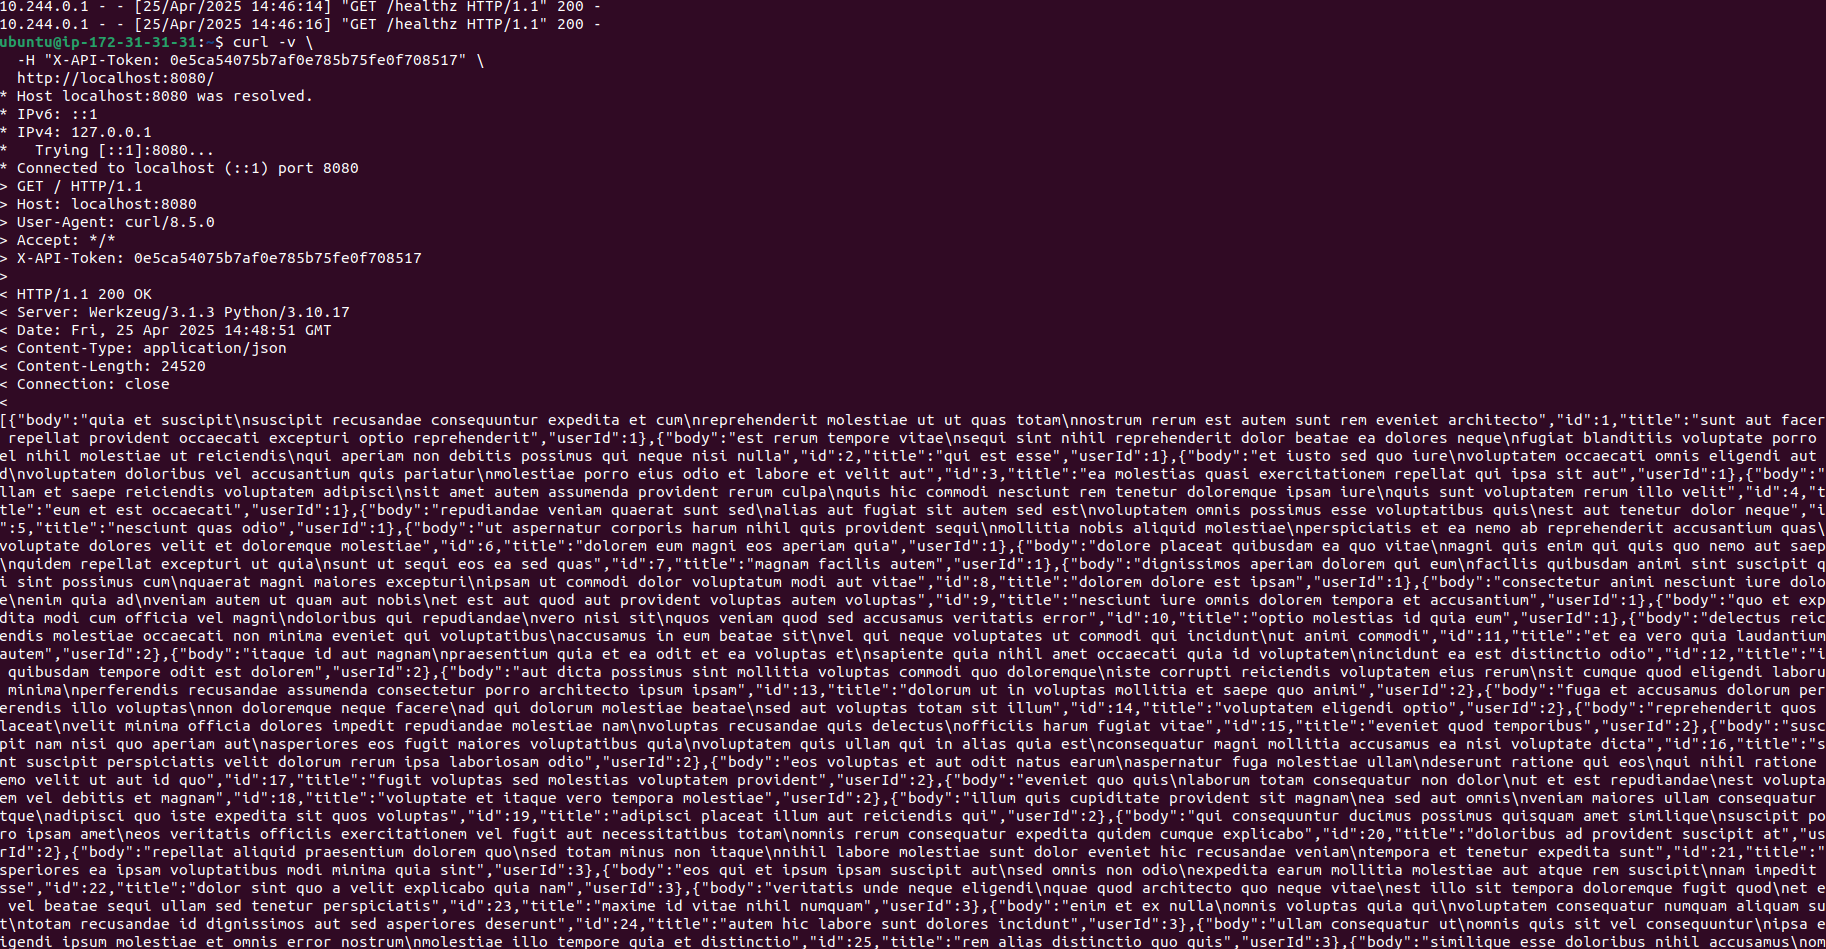 10.244.0.1 - - [25/Apr/2025 14:46:14] "GET /healthz HTTP/1.1" 200 -
10.244.0.1 - - [25/Apr/2025 14:46:16] "GET /healthz HTTP/1.1" 200 -
ubuntu@ip-172-31-31-31:~$ curl -v \
  -H "X-API-Token: 0e5ca54075b7af0e785b75fe0f708517" \
  http://localhost:8080/
* Host localhost:8080 was resolved.
* IPv6: ::1
* IPv4: 127.0.0.1
*   Trying [::1]:8080...
* Connected to localhost (::1) port 8080
> GET / HTTP/1.1
> Host: localhost:8080
> User-Agent: curl/8.5.0
> Accept: */*
> X-API-Token: 0e5ca54075b7af0e785b75fe0f708517
>
< HTTP/1.1 200 OK
< Server: Werkzeug/3.1.3 Python/3.10.17
< Date: Fri, 25 Apr 2025 14:48:51 GMT
< Content-Type: application/json
< Content-Length: 24520
< Connection: close
<
[{"body":"quia et suscipit\nsuscipit recusandae consequuntur expedita et cum\nreprehenderit molestiae ut ut quas totam\nnostrum rerum est autem sunt rem eveniet architecto","id":1,"title":"sunt aut facer
 repellat provident occaecati excepturi optio reprehenderit","userId":1},{"body":"est rerum tempore vitae\nsequi sint nihil reprehenderit dolor beatae ea dolores neque\nfugiat blanditiis voluptate porro
el nihil molestiae ut reiciendis\nqui aperiam non debitis possimus qui neque nisi nulla","id":2,"title":"qui est esse","userId":1},{"body":"et iusto sed quo iure\nvoluptatem occaecati omnis eligendi aut
d\nvoluptatem doloribus vel accusantium quis pariatur\nmolestiae porro eius odio et labore et velit aut","id":3,"title":"ea molestias quasi exercitationem repellat qui ipsa sit aut","userId":1},{"body":"
llam et saepe reiciendis voluptatem adipisci\nsit amet autem assumenda provident rerum culpa\nquis hic commodi nesciunt rem tenetur doloremque ipsam iure\nquis sunt voluptatem rerum illo velit","id":4,"t
tle":"eum et est occaecati","userId":1},{"body":"repudiandae veniam quaerat sunt sed\nalias aut fugiat sit autem sed est\nvoluptatem omnis possimus esse voluptatibus quis\nest aut tenetur dolor neque","i
":5,"title":"nesciunt quas odio","userId":1},{"body":"ut aspernatur corporis harum nihil quis provident sequi\nmollitia nobis aliquid molestiae\nperspiciatis et ea nemo ab reprehenderit accusantium quas\
voluptate dolores velit et doloremque molestiae","id":6,"title":"dolorem eum magni eos aperiam quia","userId":1},{"body":"dolore placeat quibusdam ea quo vitae\nmagni quis enim qui quis quo nemo aut saep
\nquidem repellat excepturi ut quia\nsunt ut sequi eos ea sed quas","id":7,"title":"magnam facilis autem","userId":1},{"body":"dignissimos aperiam dolorem qui eum\nfacilis quibusdam animi sint suscipit q
i sint possimus cum\nquaerat magni maiores excepturi\nipsam ut commodi dolor voluptatum modi aut vitae","id":8,"title":"dolorem dolore est ipsam","userId":1},{"body":"consectetur animi nesciunt iure dolo
e\nenim quia ad\nveniam autem ut quam aut nobis\net est aut quod aut provident voluptas autem voluptas","id":9,"title":"nesciunt iure omnis dolorem tempora et accusantium","userId":1},{"body":"quo et exp
dita modi cum officia vel magni\ndoloribus qui repudiandae\nvero nisi sit\nquos veniam quod sed accusamus veritatis error","id":10,"title":"optio molestias id quia eum","userId":1},{"body":"delectus reic
endis molestiae occaecati non minima eveniet qui voluptatibus\naccusamus in eum beatae sit\nvel qui neque voluptates ut commodi qui incidunt\nut animi commodi","id":11,"title":"et ea vero quia laudantium
autem","userId":2},{"body":"itaque id aut magnam\npraesentium quia et ea odit et ea voluptas et\nsapiente quia nihil amet occaecati quia id voluptatem\nincidunt ea est distinctio odio","id":12,"title":"i
 quibusdam tempore odit est dolorem","userId":2},{"body":"aut dicta possimus sint mollitia voluptas commodi quo doloremque\niste corrupti reiciendis voluptatem eius rerum\nsit cumque quod eligendi laboru
 minima\nperferendis recusandae assumenda consectetur porro architecto ipsum ipsam","id":13,"title":"dolorum ut in voluptas mollitia et saepe quo animi","userId":2},{"body":"fuga et accusamus dolorum per
erendis illo voluptas\nnon doloremque neque facere\nad qui dolorum molestiae beatae\nsed aut voluptas totam sit illum","id":14,"title":"voluptatem eligendi optio","userId":2},{"body":"reprehenderit quos 
laceat\nvelit minima officia dolores impedit repudiandae molestiae nam\nvoluptas recusandae quis delectus\nofficiis harum fugiat vitae","id":15,"title":"eveniet quod temporibus","userId":2},{"body":"susc
pit nam nisi quo aperiam aut\nasperiores eos fugit maiores voluptatibus quia\nvoluptatem quis ullam qui in alias quia est\nconsequatur magni mollitia accusamus ea nisi voluptate dicta","id":16,"title":"s
nt suscipit perspiciatis velit dolorum rerum ipsa laboriosam odio","userId":2},{"body":"eos voluptas et aut odit natus earum\naspernatur fuga molestiae ullam\ndeserunt ratione qui eos\nqui nihil ratione 
emo velit ut aut id quo","id":17,"title":"fugit voluptas sed molestias voluptatem provident","userId":2},{"body":"eveniet quo quis\nlaborum totam consequatur non dolor\nut et est repudiandae\nest volupta
em vel debitis et magnam","id":18,"title":"voluptate et itaque vero tempora molestiae","userId":2},{"body":"illum quis cupiditate provident sit magnam\nea sed aut omnis\nveniam maiores ullam consequatur 
tque\nadipisci quo iste expedita sit quos voluptas","id":19,"title":"adipisci placeat illum aut reiciendis qui","userId":2},{"body":"qui consequuntur ducimus possimus quisquam amet similique\nsuscipit po
ro ipsam amet\neos veritatis officiis exercitationem vel fugit aut necessitatibus totam\nomnis rerum consequatur expedita quidem cumque explicabo","id":20,"title":"doloribus ad provident suscipit at","us
rId":2},{"body":"repellat aliquid praesentium dolorem quo\nsed totam minus non itaque\nnihil labore molestiae sunt dolor eveniet hic recusandae veniam\ntempora et tenetur expedita sunt","id":21,"title":"
speriores ea ipsam voluptatibus modi minima quia sint","userId":3},{"body":"eos qui et ipsum ipsam suscipit aut\nsed omnis non odio\nexpedita earum mollitia molestiae aut atque rem suscipit\nnam impedit 
sse","id":22,"title":"dolor sint quo a velit explicabo quia nam","userId":3},{"body":"veritatis unde neque eligendi\nquae quod architecto quo neque vitae\nest illo sit tempora doloremque fugit quod\net e
 vel beatae sequi ullam sed tenetur perspiciatis","id":23,"title":"maxime id vitae nihil numquam","userId":3},{"body":"enim et ex nulla\nomnis voluptas quia qui\nvoluptatem consequatur numquam aliquam su
t\ntotam recusandae id dignissimos aut sed asperiores deserunt","id":24,"title":"autem hic labore sunt dolores incidunt","userId":3},{"body":"ullam consequatur ut\nomnis quis sit vel consequuntur\nipsa e
igendi ipsum molestiae et omnis error nostrum\nmolestiae illo tempore quia et distinctio","id":25,"title":"rem alias distinctio quo quis","userId":3},{"body":"similique esse doloribus nihil accusamus\nom